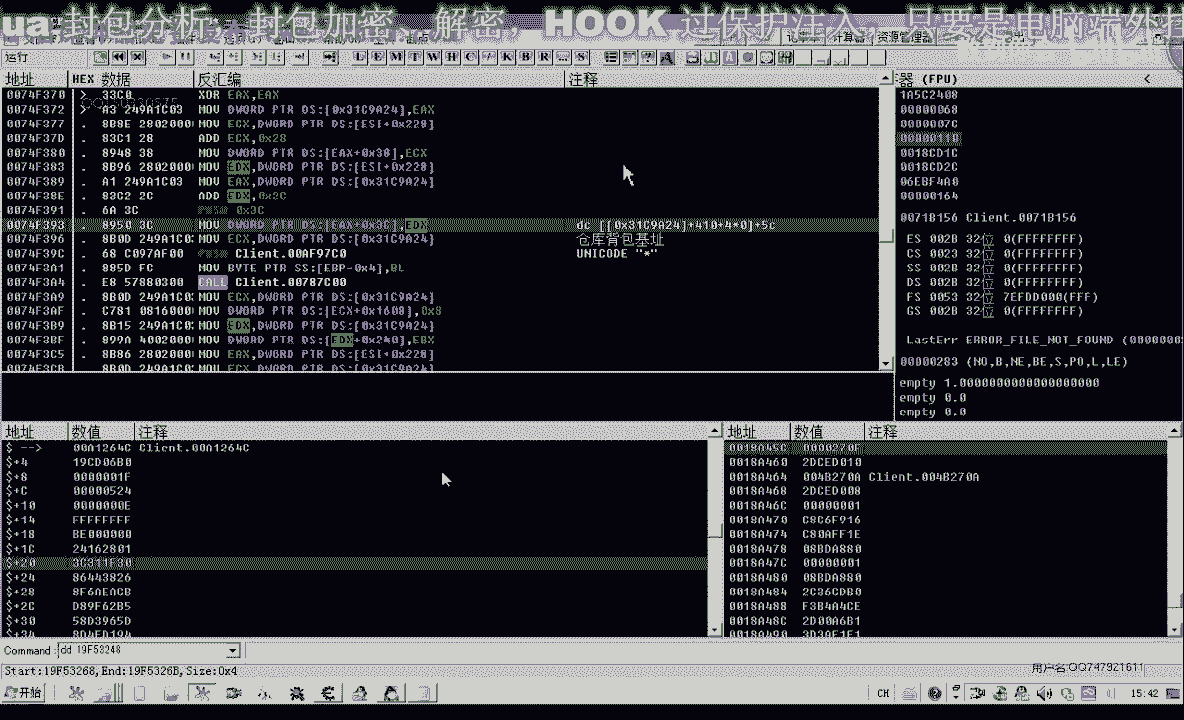 ua 封包分析，封包加密，解密，HOOK 过保护注入，只要是电脑端外挂
运行
地址 HEX 数据 反汇编 注释 器 (FPU) <
0074F370 > 33C0 XOR EAX,EAX
0074F372 > A3 249A1C03 MOV DWORD PTR DS:[0x31C9A24],EAX
0074F377 . 8B8E 2802000 MOV ECX,DWORD PTR DS:[ESI+0x228]
0074F37D . 83C1 28 ADD ECX,0x28
0074F380 . 8948 38 MOV DWORD PTR DS:[EAX+0x38],ECX
0074F383 . 8B96 2802000 MOV EDX,DWORD PTR DS:[ESI+0x228]
0074F389 . A1 249A1C03 MOV EAX,DWORD PTR DS:[0x31C9A24]
0074F38E . 83C2 2C ADD EDX,0x2C
0074F391 . 6A 3C 0x3C
0074F393 . 8950 3C MOV DWORD PTR DS:[EAX+0x3C],EDX dc [[0x31C9A24]+410+4*0]+5c
0074F396 . 8B0D 249A1C0 MOV ECX,DWORD PTR DS:[0x31C9A24] 仓库背包基址
0074F39C . 68 C097AF00 Client.00AF97C0 UNICODE "*"
0074F3A1 . 885D FC MOV BYTE PTR SS:[EBP-0x4],BL
0074F3A4 . E8 57880300 CALL Client.00787C00
0074F3A9 . 8B0D 249A1C0 MOV ECX,DWORD PTR DS:[0x31C9A24]
0074F3AF . C781 0816000 MOV DWORD PTR DS:[ECX+0x1608],0x8
0074F3B9 . 8B15 249A1C0 MOV EDX,DWORD PTR DS:[0x31C9A24]
0074F3BF . 899A 4002000 MOV DWORD PTR DS:[EDX+0x240],EBX
0074F3C5 . 8B86 2802000 MOV EAX,DWORD PTR DS:[ESI+0x228]
0074F3CB . 8B0D 249A1C0 MOV ECX,DWORD PTR DS:[0x31C9A24]
1A5C2408
00000068
0000007C
00000110
0018CD1C
0018CD2C
06EBF4A0
00000164
0071B156 Client.0071B156
ES 002B 32位 0(FFFFFFFF)
CS 0023 32位 0(FFFFFFFF)
SS 002B 32位 0(FFFFFFFF)
DS 002B 32位 0(FFFFFFFF)
FS 0053 32位 7EFDD000(FFF)
GS 002B 32位 0(FFFFFFFF)
LastErr ERROR_FILE_NOT_FOUND (0000000
00000283 (NO,B,NE,BE,S,PO,L,LE)
empty 1.0000000000000000000
empty 0.0
empty 0.0
地址 数值 注释
$ --> 00A1264C Client.00A1264C
$+4 19CD06B0
$+8 0000001F
$+C 00000524
$+10 0000000E
$+14 FFFFFFFF
$+18 BE000000
$+1C 24162801
$+20 3C311F30
$+24 86443826
$+28 8F6AEACB
$+2C D89F62B5
$+30 58D3965D
$+34 8D4FD194
地址 数值 注释
0018A45C 0000270F
0018A460 2DCED010
0018A464 004B270A Client.004B270A
0018A468 2DCED008
0018A46C 00000001
0018A470 C8C6F916
0018A474 C80AFF1E
0018A478 08BDA880
0018A47C 00000001
0018A480 08BDA880
0018A484 2C36CDB0
0018A488 F3B4A4CE
0018A48C 2D00A6B1
0018A490 3D3AF1F1
Command : dd 19F53248
Start:19F53268,End:19F5326B,Size:0x4
用户名:QQ747921611
开始 CH 15:42